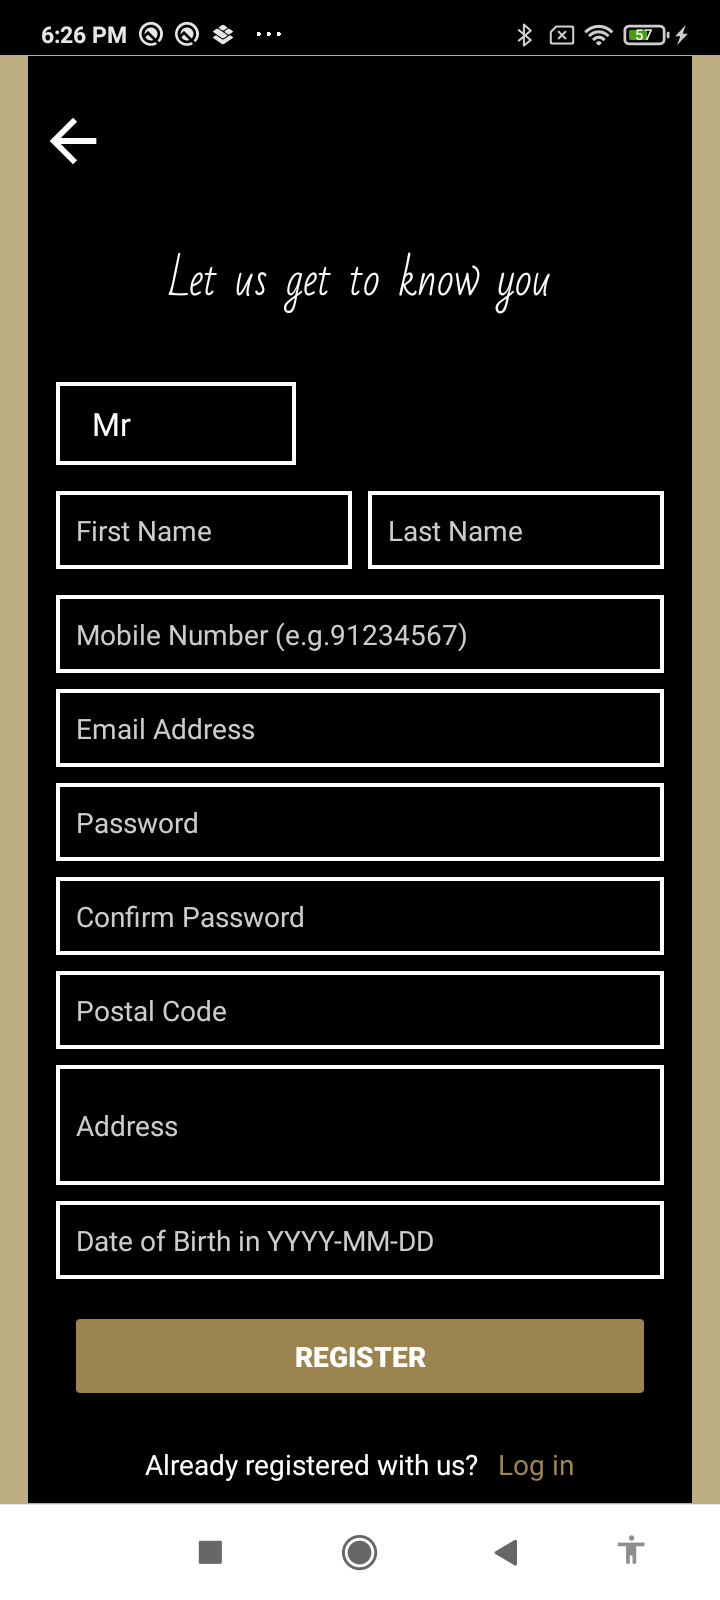 6:26 PM
57
Let us get to know you
Mr
First Name
Last Name
Mobile Number (e.g.91234567)
Email Address
Password
Confirm Password
Postal Code
Address
Date of Birth in YYYY-MM-DD
REGISTER
Already registered with us? Log in